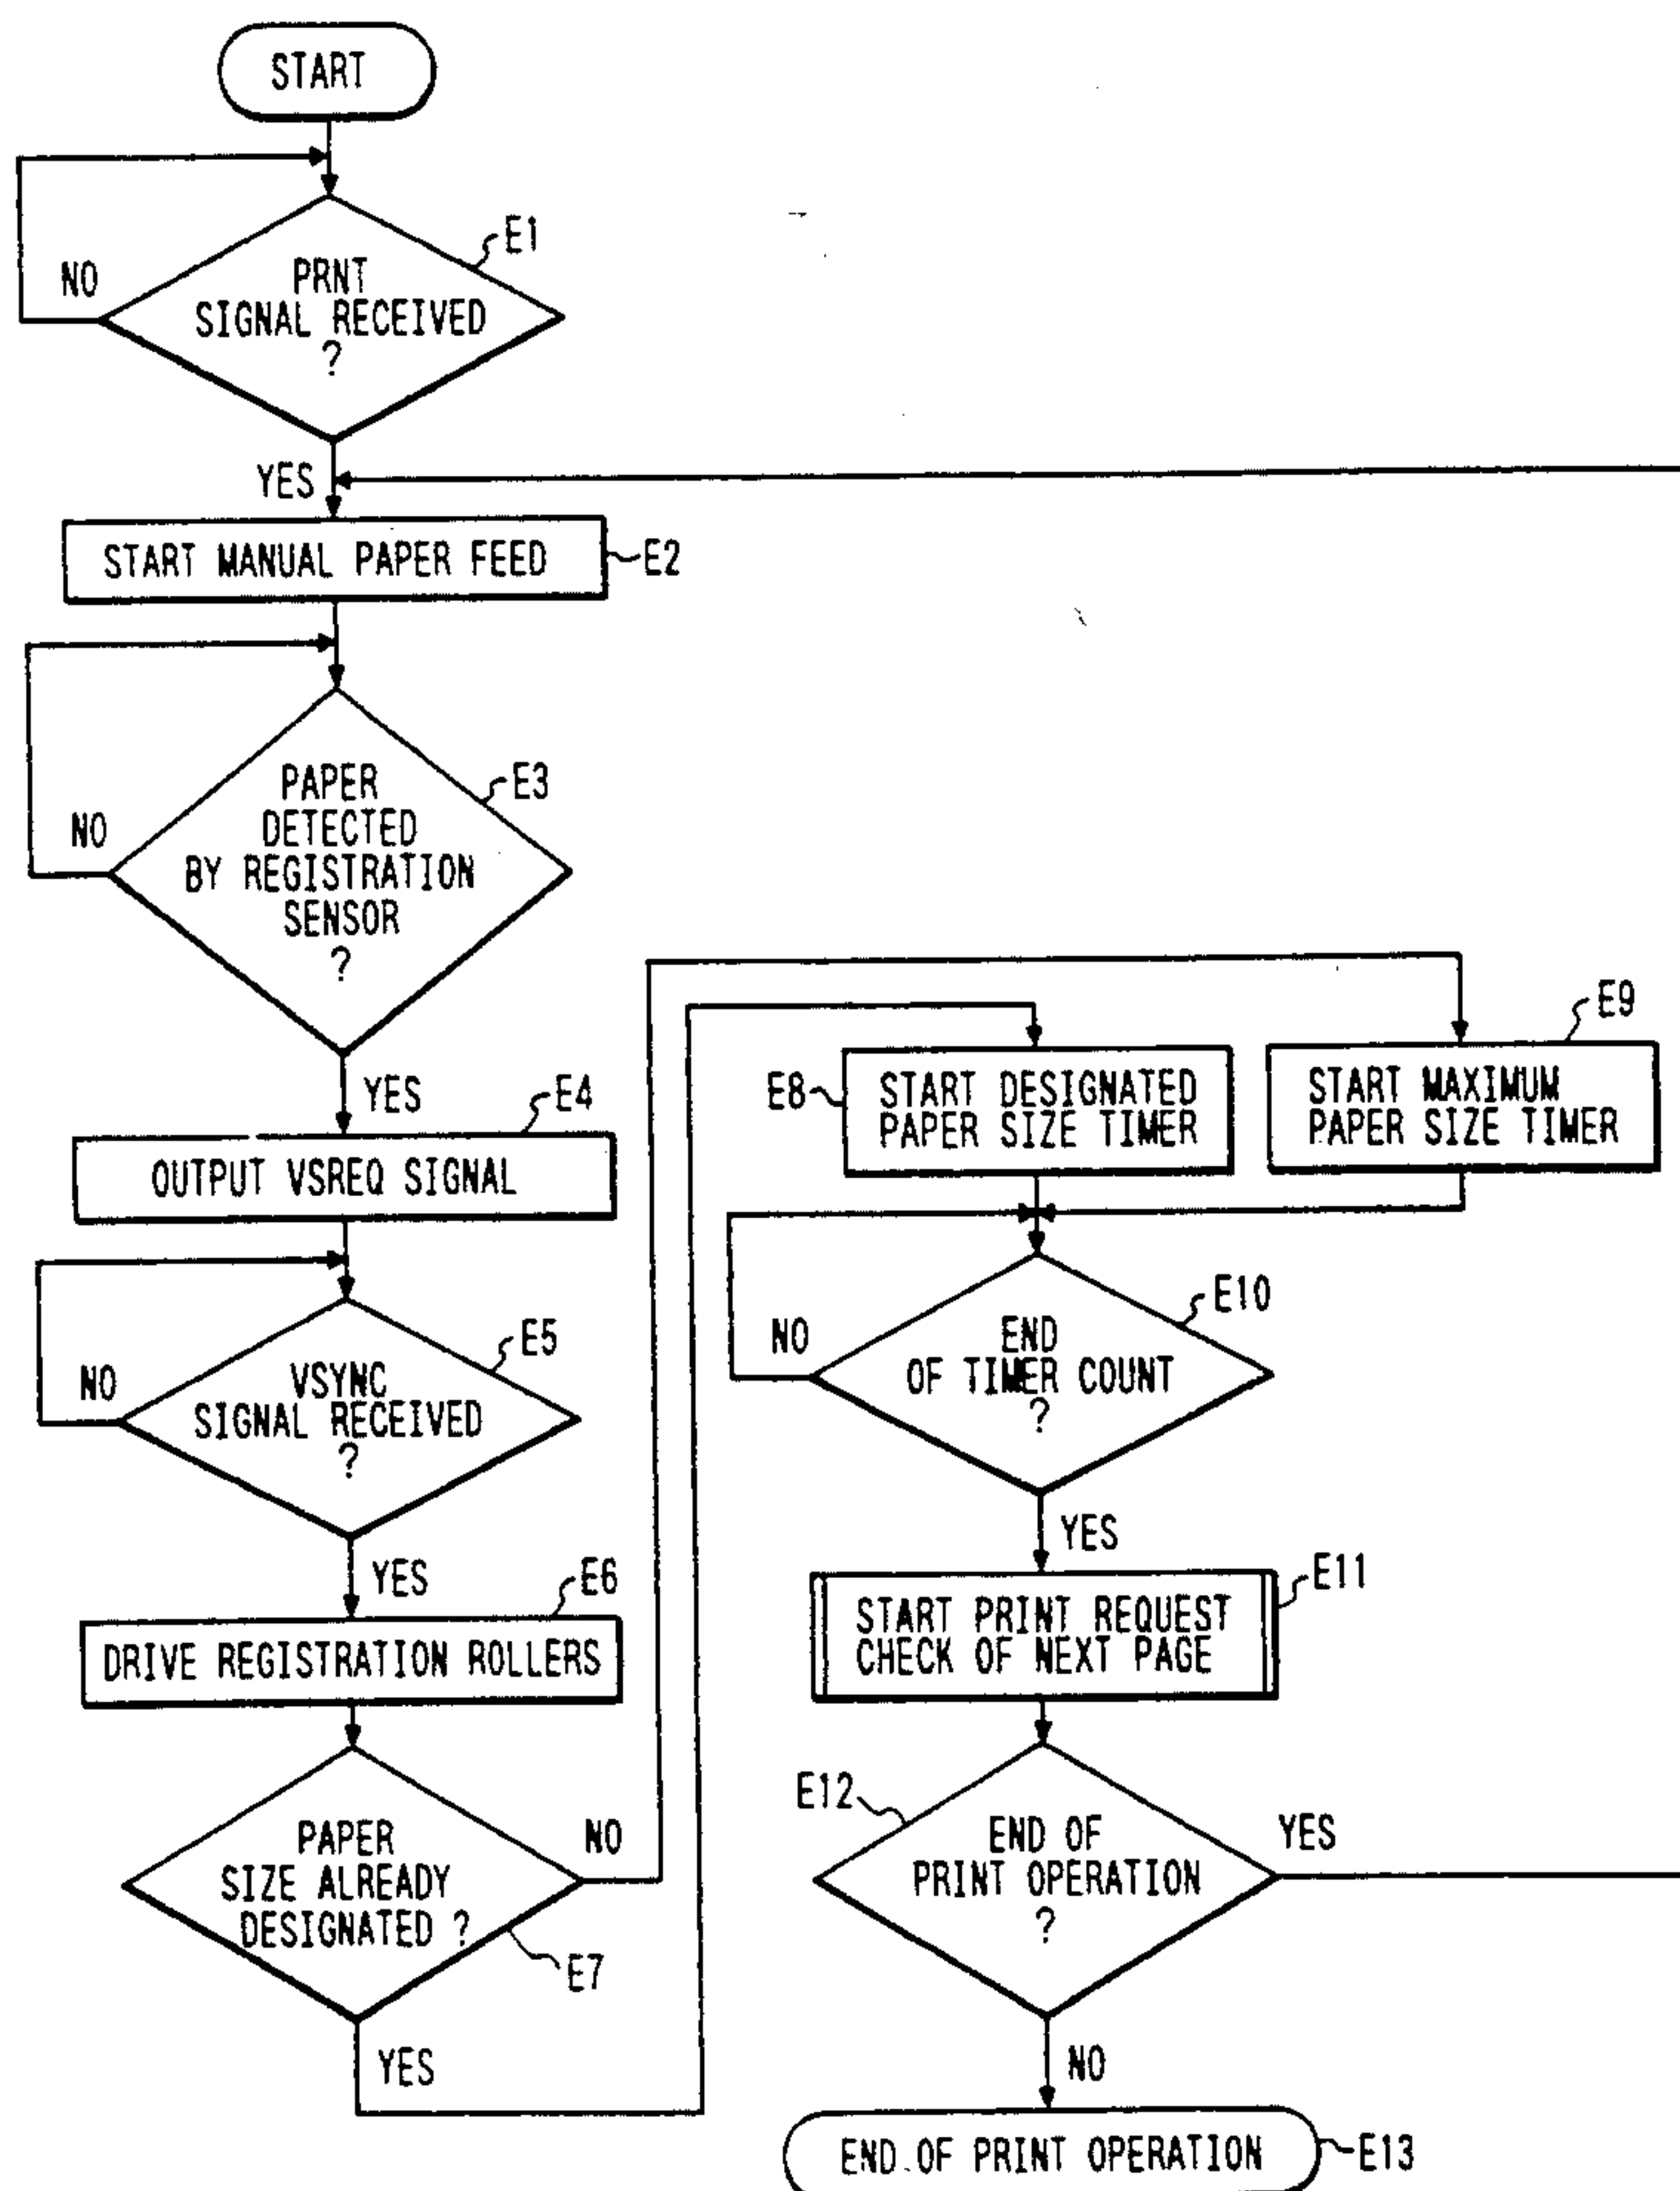 START
E1
NO
PRNT
SIGNAL RECEIVED
?
YES
START MANUAL PAPER FEED
E2
E3
PAPER
DETECTED
BY REGISTRATION
SENSOR
?
NO
YES
E4
OUTPUT VSREQ SIGNAL
E5
NO
VSYNC
SIGNAL RECEIVED
?
YES
E6
DRIVE REGISTRATION ROLLERS
PAPER
SIZE ALREADY
DESIGNATED ?
NO
E7
YES
E8
START DESIGNATED
PAPER SIZE TIMER
E9
START MAXIMUM
PAPER SIZE TIMER
E10
NO
END
OF TIMER COUNT
?
YES
E11
START PRINT REQUEST
CHECK OF NEXT PAGE
E12
END OF
PRINT OPERATION
?
YES
NO
END OF PRINT OPERATION
E13